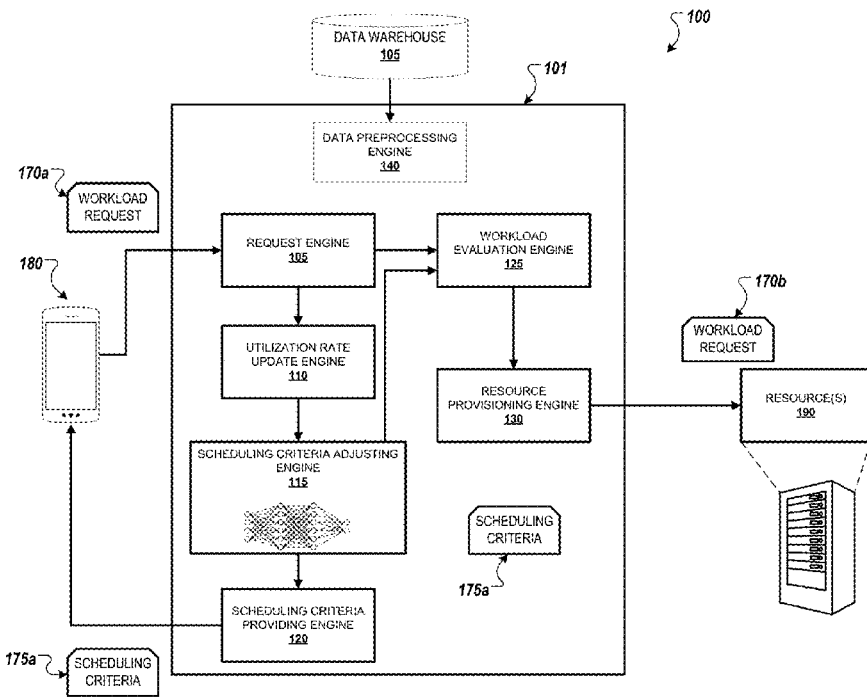 100
DATA WAREHOUSE
105
101
DATA PREPROCESSING
ENGINE
140
170a
WORKLOAD
REQUEST
REQUEST ENGINE
105
WORKLOAD
EVALUATION ENGINE
125
180
170b
WORKLOAD
REQUEST
UTILIZATION RATE
UPDATE ENGINE
110
RESOURCE
PROVISIONING ENGINE
130
RESOURCE(S)
190
SCHEDULING CRITERIA ADJUSTING
ENGINE
115
SCHEDULING
CRITERIA
175a
SCHEDULING CRITERIA
PROVIDING ENGINE
120
175a
SCHEDULING
CRITERIA